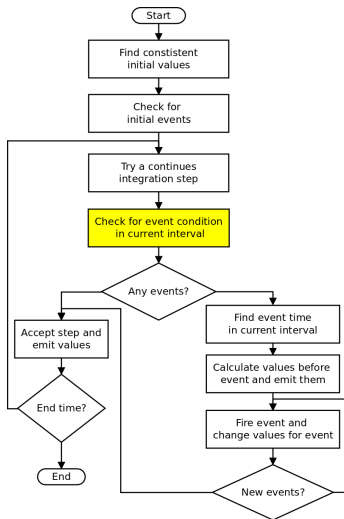 Start
Find constistent
initial values
Check for
initial events
Try a continues
integration step
Check for event condition
in current interval
Any events?
Find event time
in current interval
Accept step and
emit values
Calculate values before
event and emit them
End time?
Fire event and
change values for event
End
New events?